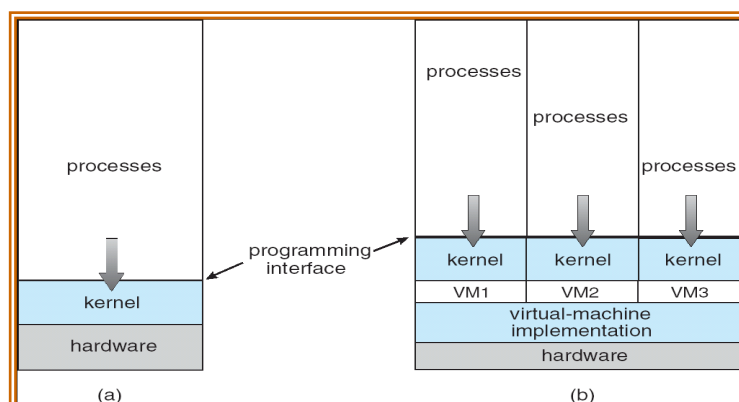 processes
kernel
hardware
(a)
programming
interface
processes
processes
processes
kernel
kernel
kernel
VM1
VM2
VM3
virtual-machine
implementation
hardware
(b)